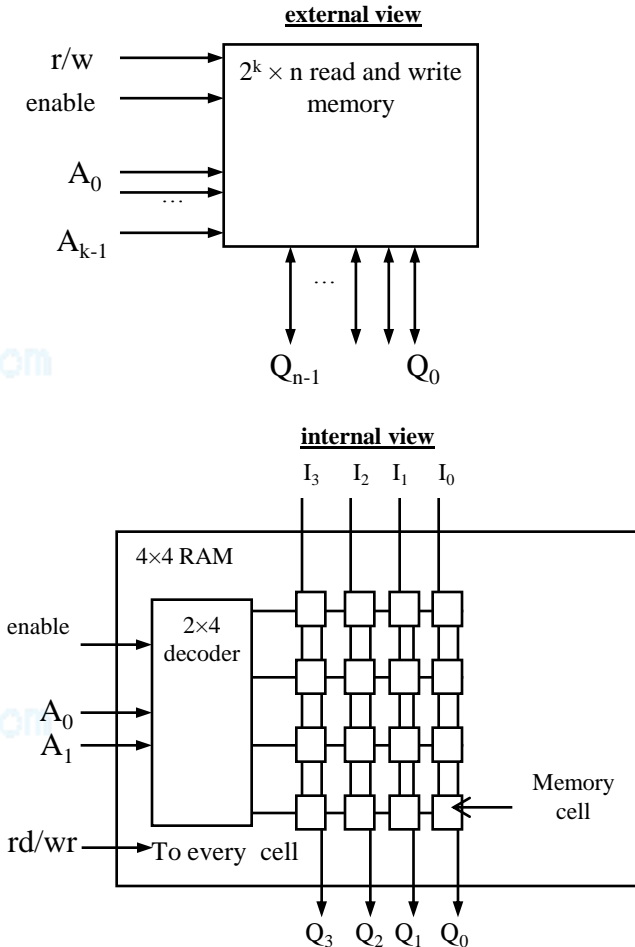 external view
r/w
2ᵏ × n read and write
memory
enable
A₀
...
Aₖ₋₁
...
Qₙ₋₁ Q₀
om
internal view
I₃ I₂ I₁ I₀
4×4 RAM
enable
2×4
decoder
A₀
om
A₁
Memory
cell
rd/wr
To every cell
Q₃ Q₂ Q₁ Q₀